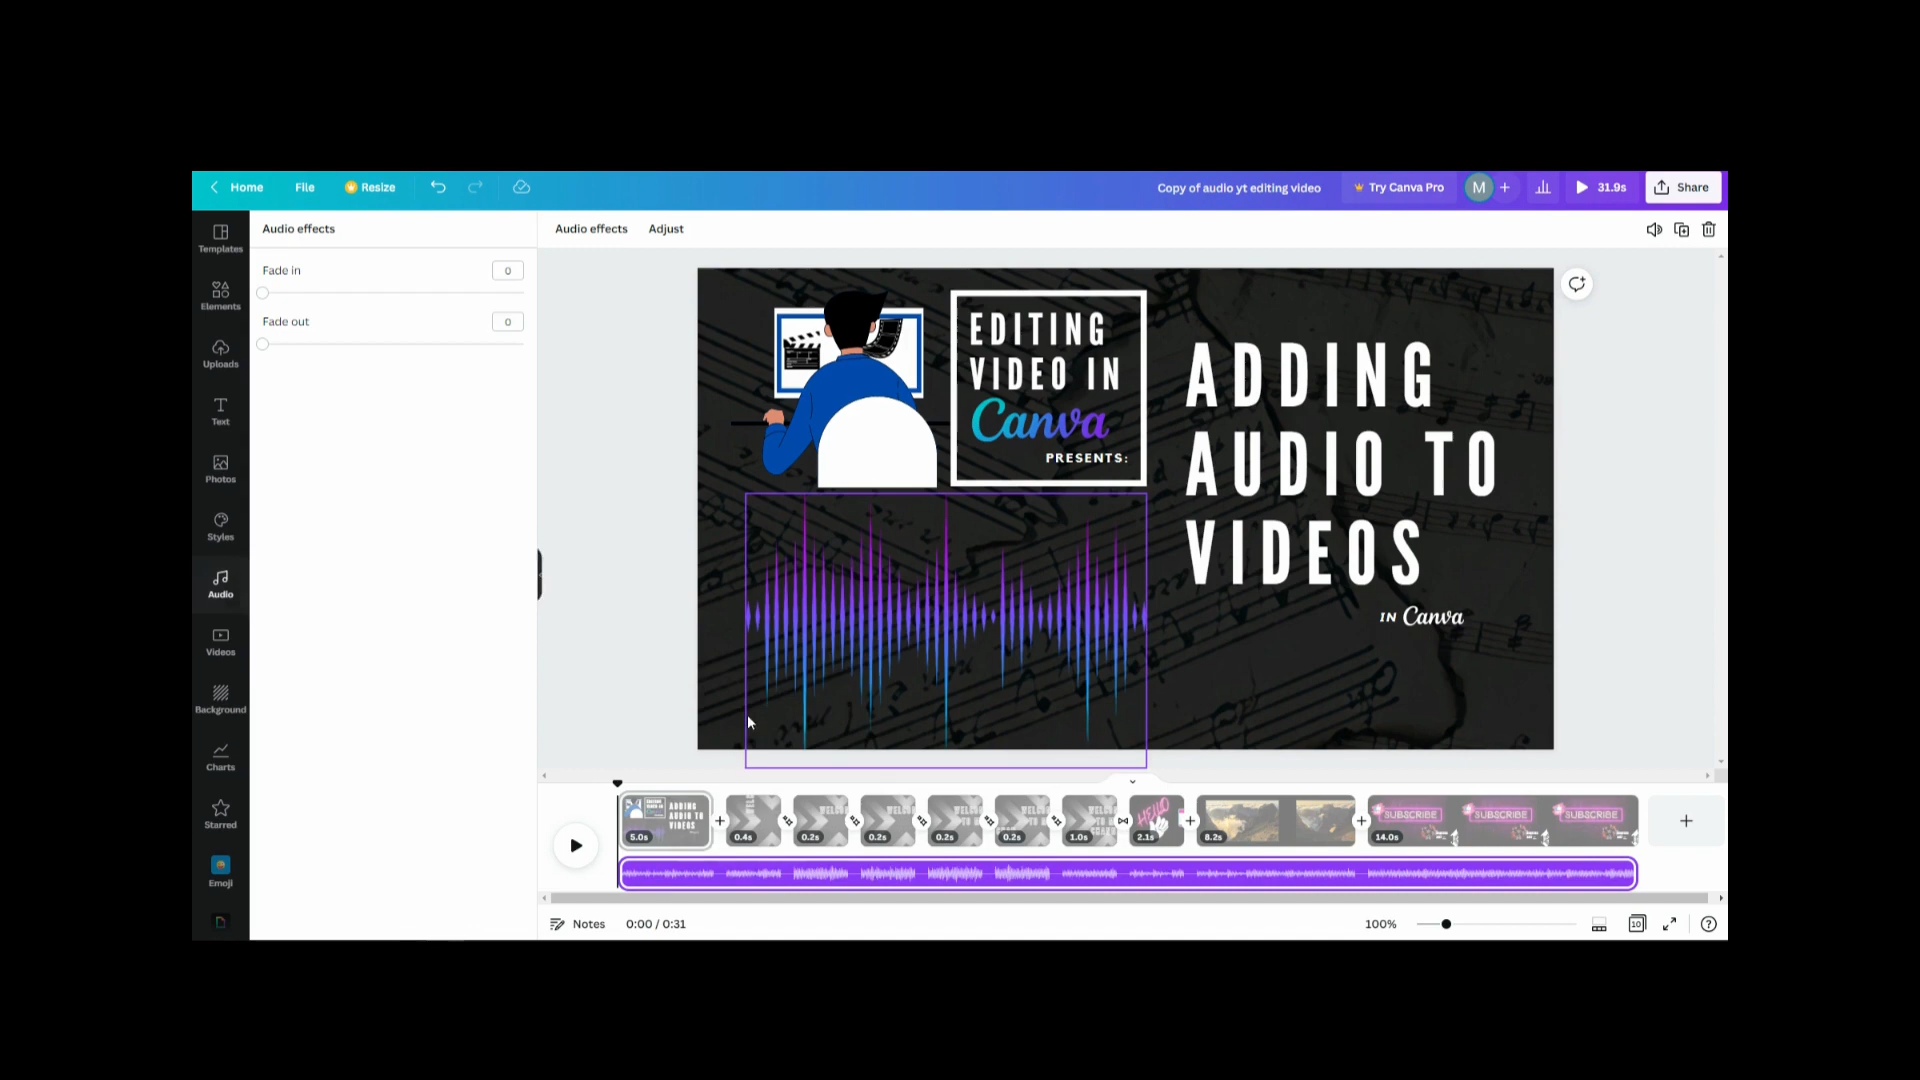 Home File Resize Copy of audio yt editing video Try Canva Pro M 31.9s Share
Templates
Elements
Uploads
Text
Photos
Styles
Audio
Videos
Background
Charts
Starred
Emoji
Audio effects
Fade in 0
Fade out 0
Audio effects Adjust
EDITING
VIDEO IN
Canva
PRESENTS:
ADDING
AUDIO TO
VIDEOS
IN Canva
5.0s 0.4s 0.2s 0.2s 0.2s 0.2s 1.0s HELLO 2.1s 8.2s SUBSCRIBE SUBSCRIBE SUBSCRIBE 14.0s
Notes 0:00 / 0:31 100% 10 ?